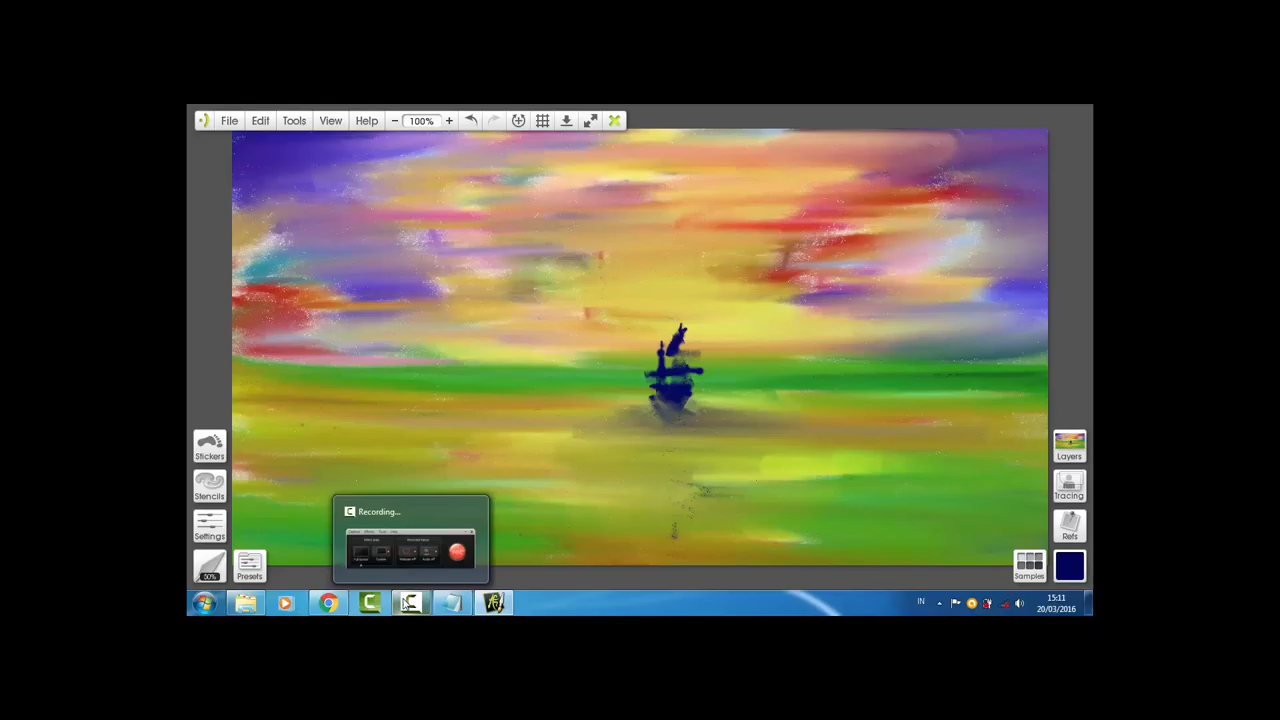 File Edit Tools View Help − 100% +
Stickers
Stencils
Settings
50%
Presets
Layers
Tracing
Refs
Samples
Recording...
IN
15:11
20/03/2016